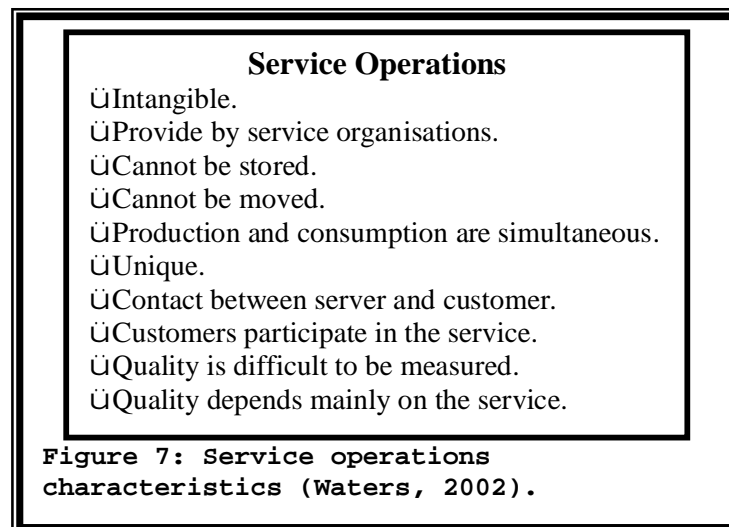 Service Operations
üIntangible.
üProvide by service organisations.
üCannot be stored.
üCannot be moved.
üProduction and consumption are simultaneous.
üUnique.
üContact between server and customer.
üCustomers participate in the service.
üQuality is difficult to be measured.
üQuality depends mainly on the service.
Figure 7: Service operations
characteristics (Waters, 2002).